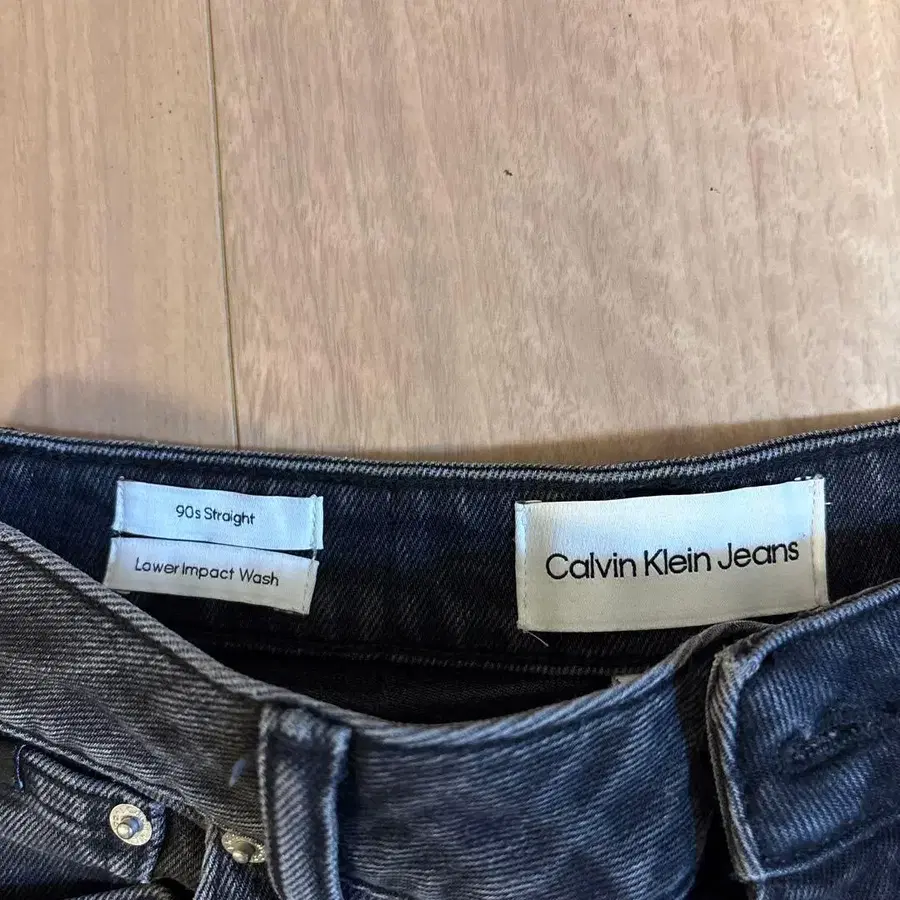 90s Straight
Lower Impact Wash
Calvin Klein Jeans